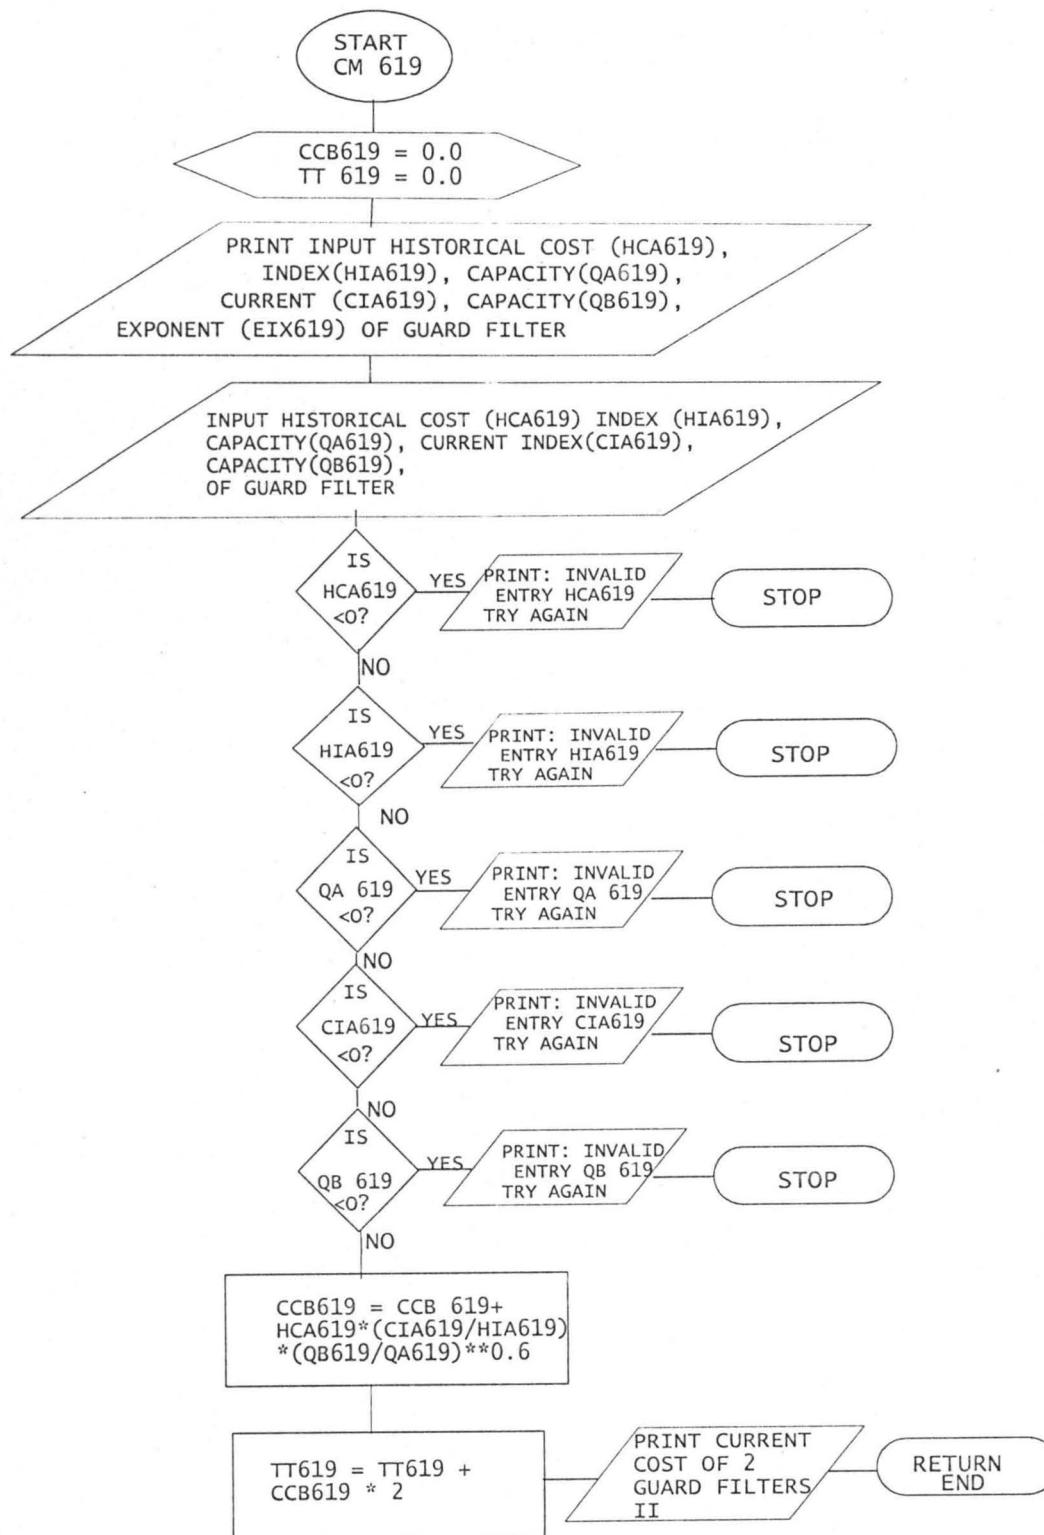 START
CM 619
CCB619 = 0.0
TT 619 = 0.0
PRINT INPUT HISTORICAL COST (HCA619),
INDEX(HIA619), CAPACITY(QA619),
CURRENT (CIA619), CAPACITY(QB619),
EXPONENT (EIX619) OF GUARD FILTER
INPUT HISTORICAL COST (HCA619) INDEX (HIA619),
CAPACITY(QA619), CURRENT INDEX(CIA619),
CAPACITY(QB619),
OF GUARD FILTER
IS
HCA619
<0?
YES
PRINT: INVALID
ENTRY HCA619
TRY AGAIN
STOP
NO
IS
HIA619
<0?
YES
PRINT: INVALID
ENTRY HIA619
TRY AGAIN
STOP
NO
IS
QA 619
<0?
YES
PRINT: INVALID
ENTRY QA 619
TRY AGAIN
STOP
NO
IS
CIA619
<0?
YES
PRINT: INVALID
ENTRY CIA619
TRY AGAIN
STOP
NO
IS
QB 619
<0?
YES
PRINT: INVALID
ENTRY QB 619
TRY AGAIN
STOP
NO
CCB619 = CCB 619+
HCA619*(CIA619/HIA619)
*(QB619/QA619)**0.6
TT619 = TT619 +
CCB619 * 2
PRINT CURRENT
COST OF 2
GUARD FILTERS
II
RETURN
END